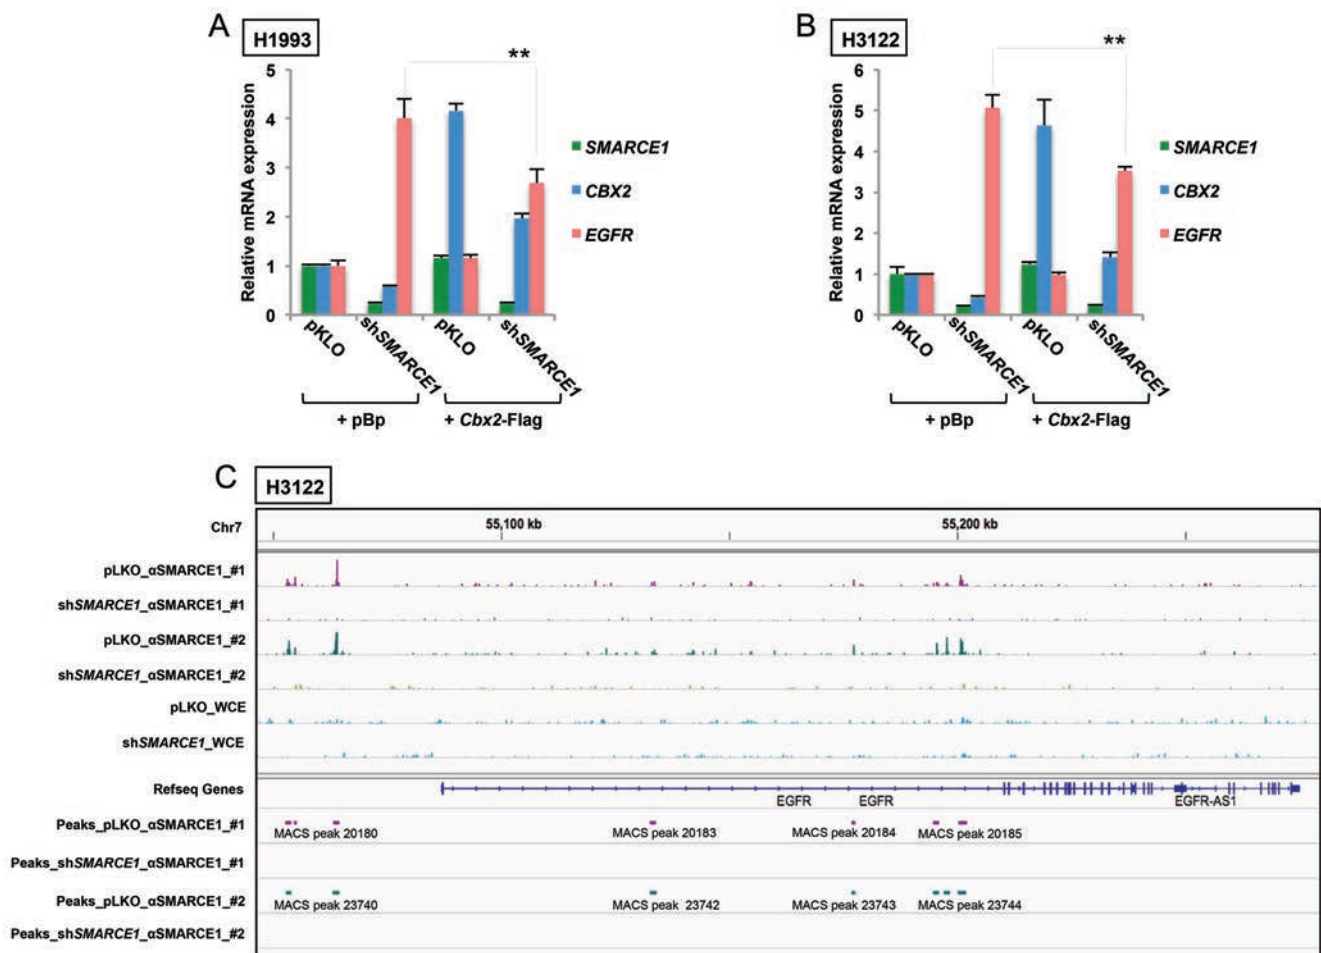 A
H1993
**
5
4
3
2
1
0
Relative mRNA expression
SMARCE1
CBX2
EGFR
pKLO
shSMARCE1
pKLO
shSMARCE1
+ pBp
+ Cbx2-Flag
B
H3122
**
6
5
4
3
2
1
0
Relative mRNA expression
SMARCE1
CBX2
EGFR
pKLO
shSMARCE1
pKLO
shSMARCE1
+ pBp
+ Cbx2-Flag
C
H3122
Chr7 55,100 kb 55,200 kb
pLKO_αSMARCE1_#1
shSMARCE1_αSMARCE1_#1
pLKO_αSMARCE1_#2
shSMARCE1_αSMARCE1_#2
pLKO_WCE
shSMARCE1_WCE
Refseq Genes
EGFR EGFR EGFR-AS1
Peaks_pLKO_αSMARCE1_#1
MACS peak 20180 MACS peak 20183 MACS peak 20184 MACS peak 20185
Peaks_shSMARCE1_αSMARCE1_#1
Peaks_pLKO_αSMARCE1_#2
MACS peak 23740 MACS peak 23742 MACS peak 23743 MACS peak 23744
Peaks_shSMARCE1_αSMARCE1_#2